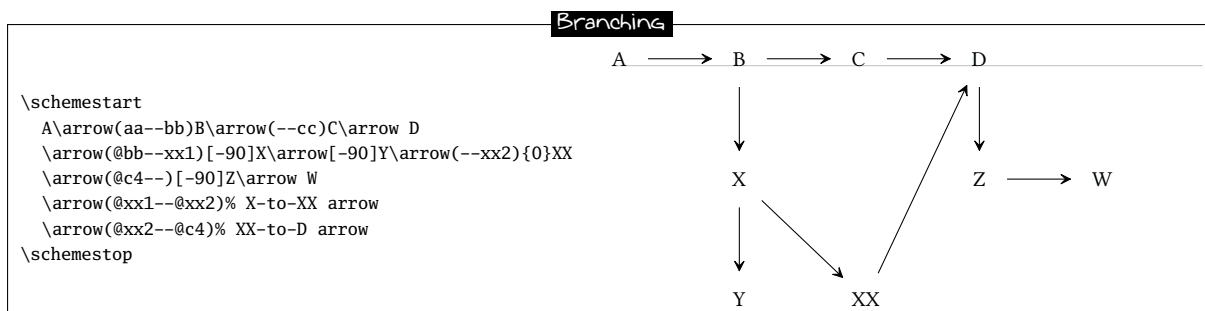 Branching
\schemestart
A\arrow(aa--bb)B\arrow(--cc)C\arrow D
\arrow(@bb--xx1)[-90]X\arrow[-90]Y\arrow(--xx2){0}XX
\arrow(@c4--)[-90]Z\arrow W
\arrow(@xx1--@xx2)% X-to-XX arrow
\arrow(@xx2--@c4)% XX-to-D arrow
\schemestop
A B C D
X Z W
Y XX